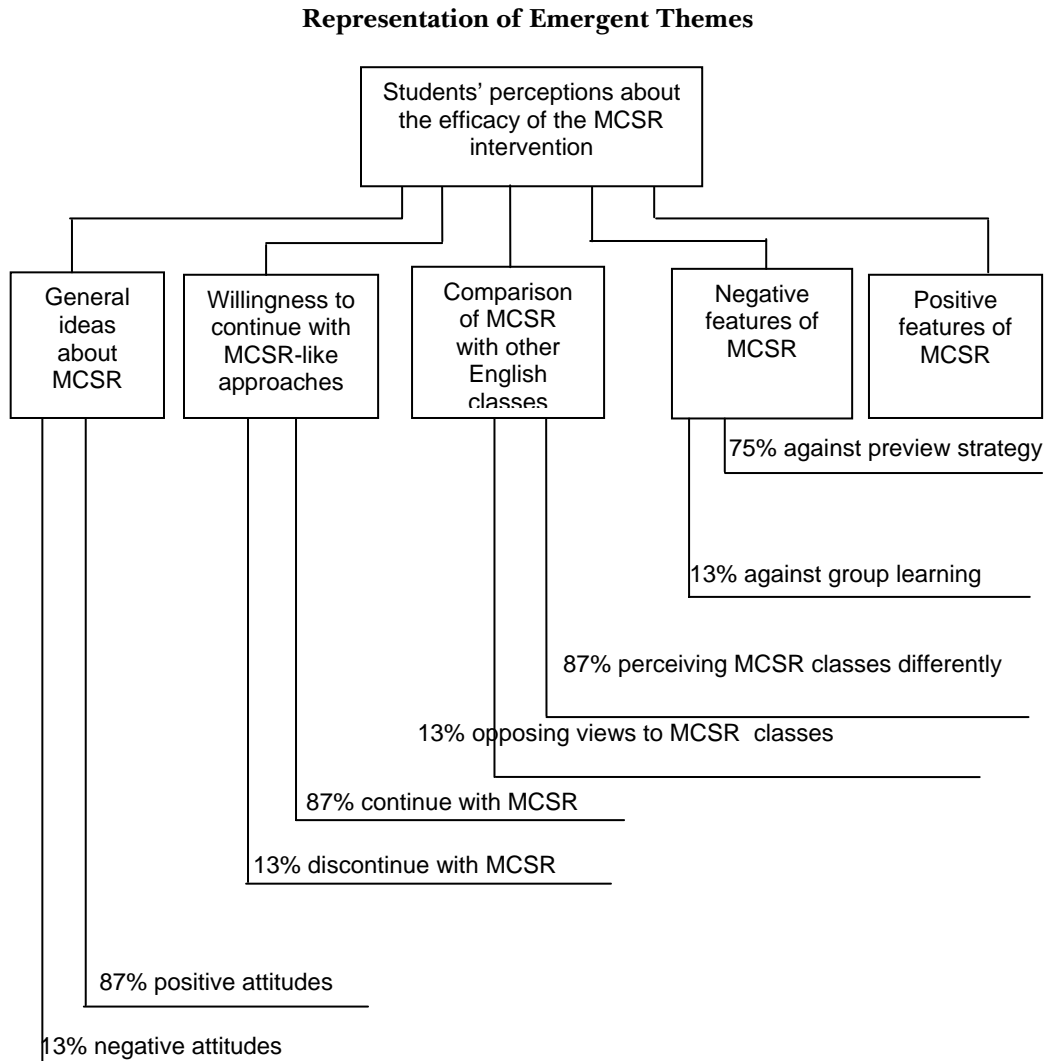 Representation of Emergent Themes
Students’ perceptions about
the efficacy of the MCSR
intervention
General
ideas
about
MCSR
Willingness to
continue with
MCSR-like
approaches
Comparison
of MCSR
with other
English
classes
Negative
features of
MCSR
Positive
features of
MCSR
75% against preview strategy
13% against group learning
87% perceiving MCSR classes differently
13% opposing views to MCSR classes
87% continue with MCSR
13% discontinue with MCSR
87% positive attitudes
13% negative attitudes